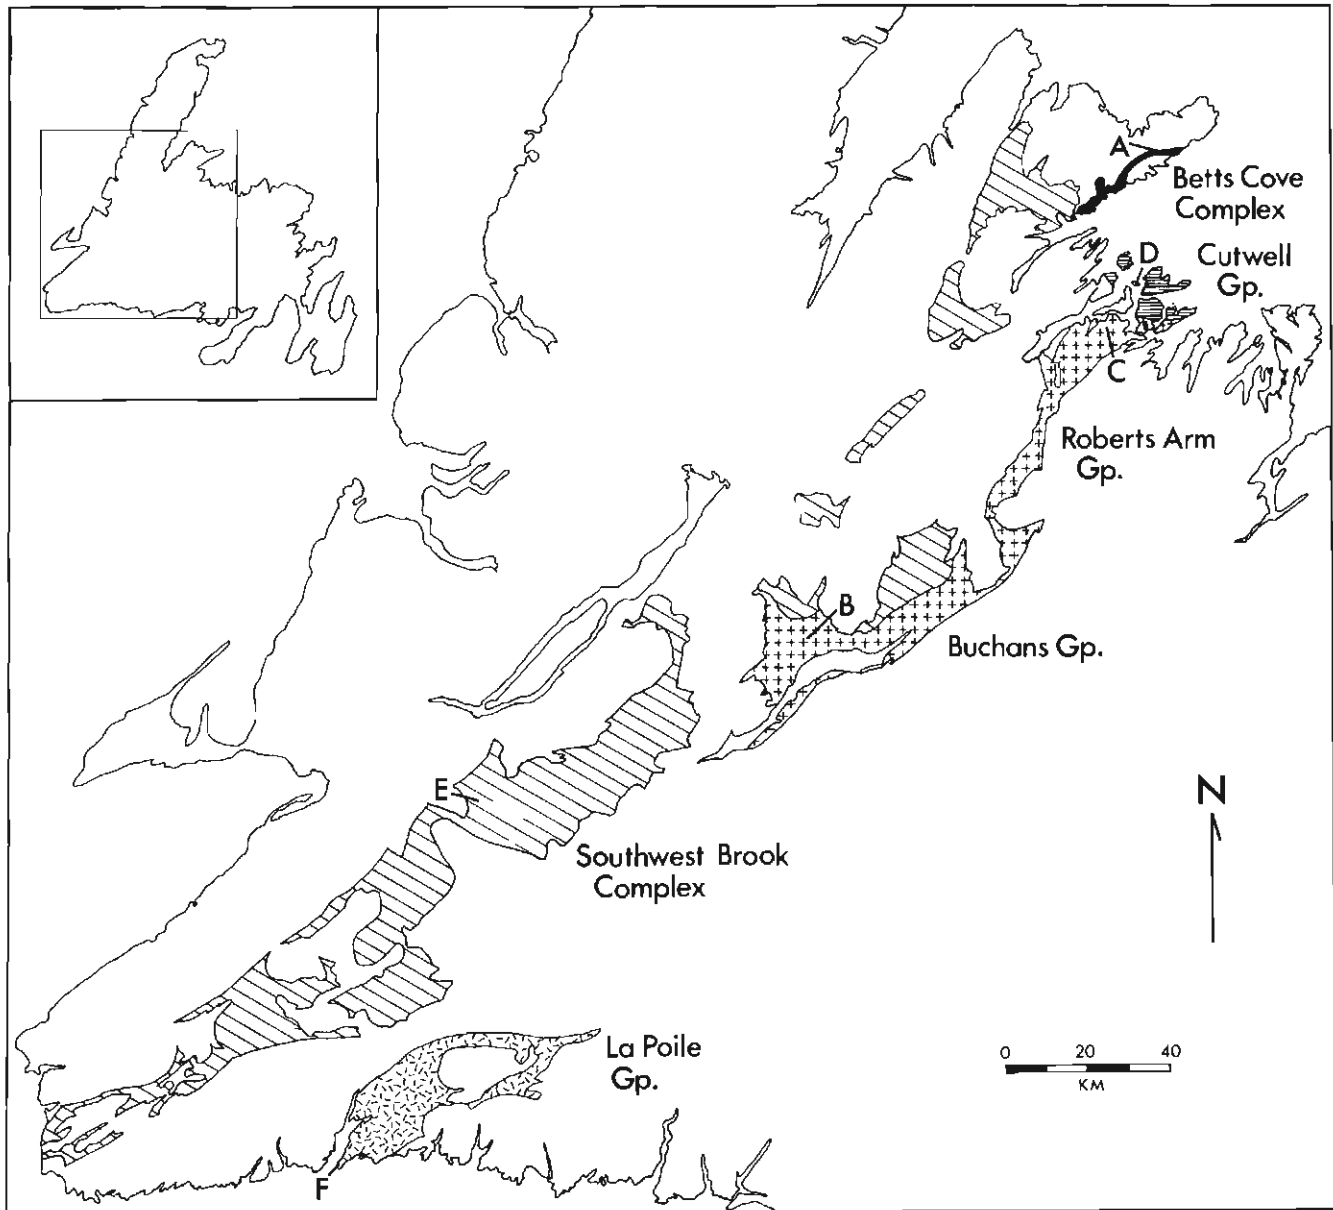 A
Betts Cove
Complex
D
Cutwell
Gp.
C
Roberts Arm
Gp.
B
Buchans Gp.
E
Southwest Brook
Complex
N
La Poile
Gp.
0 20 40
KM
F